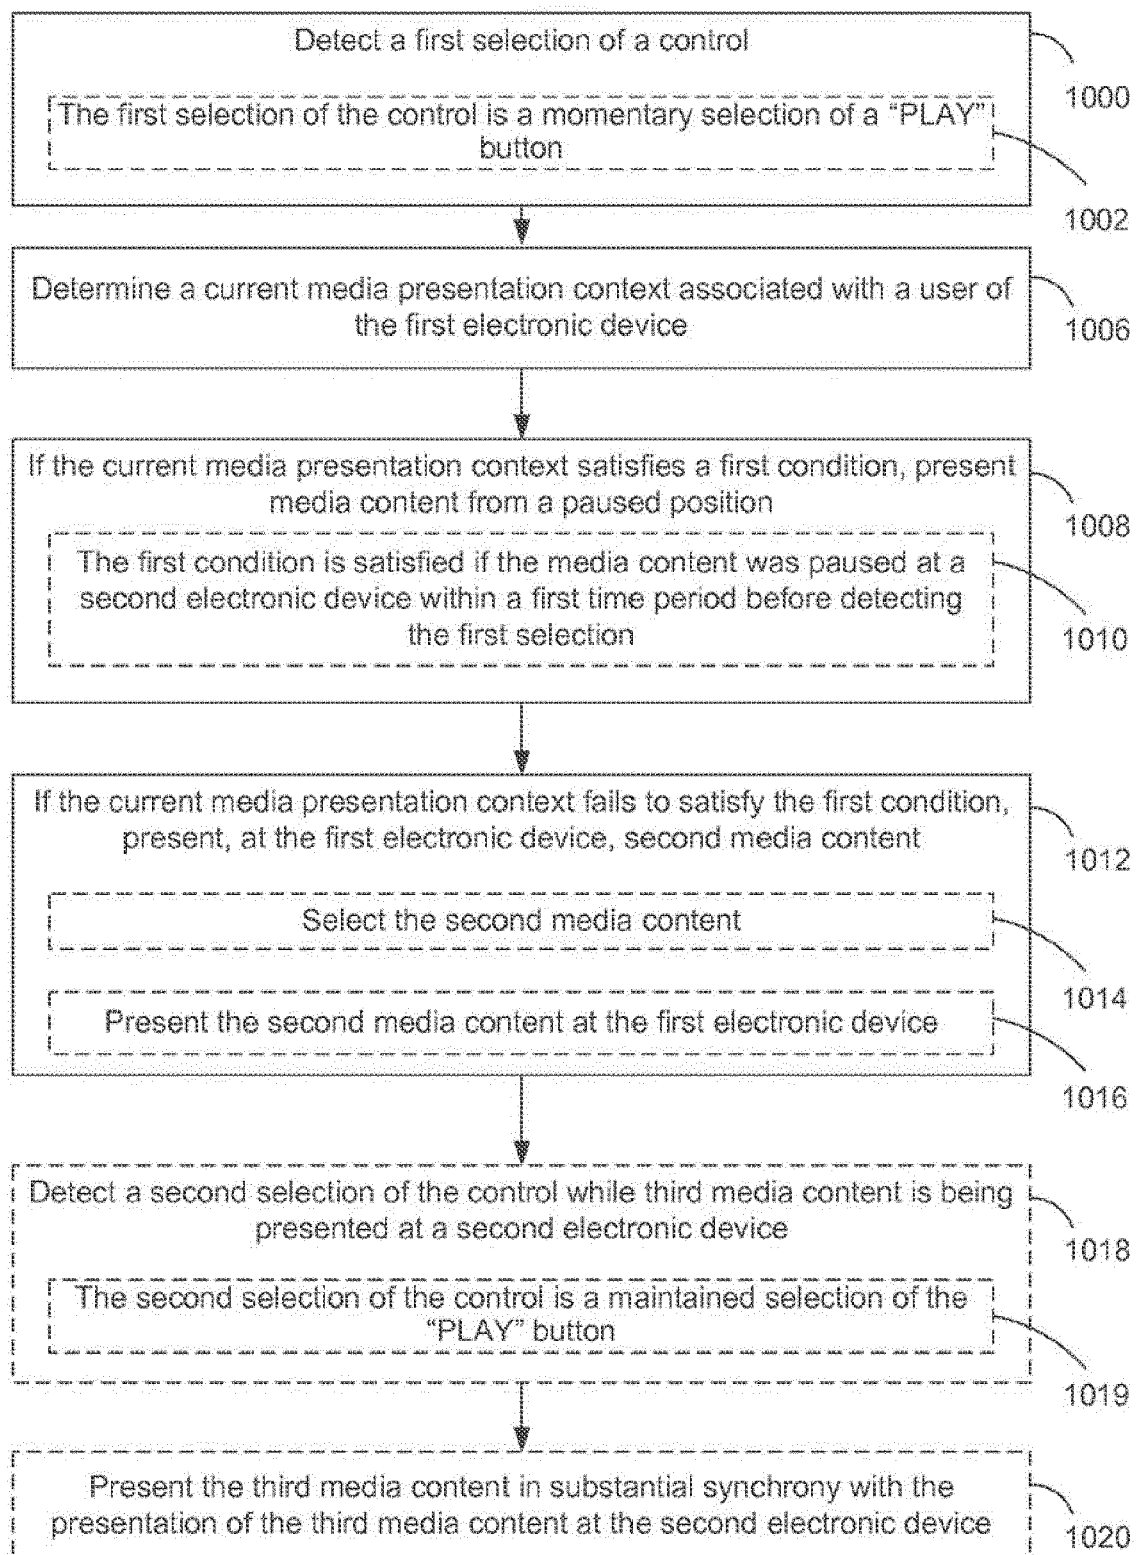 Detect a first selection of a control
1000
The first selection of the control is a momentary selection of a “PLAY”
button
1002
Determine a current media presentation context associated with a user of
the first electronic device
1006
If the current media presentation context satisfies a first condition, present
media content from a paused position
1008
The first condition is satisfied if the media content was paused at a
second electronic device within a first time period before detecting
the first selection
1010
If the current media presentation context fails to satisfy the first condition,
present, at the first electronic device, second media content
1012
Select the second media content
1014
Present the second media content at the first electronic device
1016
Detect a second selection of the control while third media content is being
presented at a second electronic device
1018
The second selection of the control is a maintained selection of the
“PLAY” button
1019
Present the third media content in substantial synchrony with the
presentation of the third media content at the second electronic device
1020